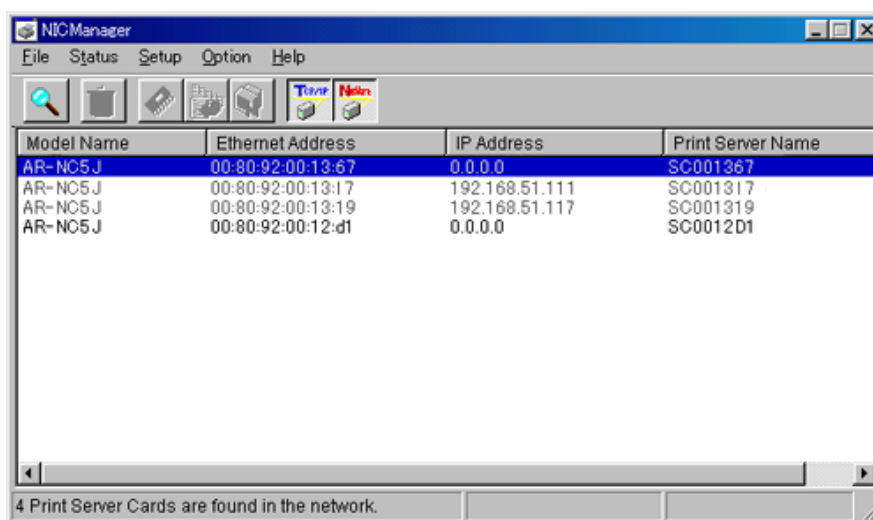 NICManager
File Status Setup Option Help
Model Name Ethernet Address IP Address Print Server Name
AR-NC5J 00:80:92:00:13:67 0.0.0.0 SC001367
AR-NC5J 00:80:92:00:13:17 192.168.51.111 SC001317
AR-NC5J 00:80:92:00:13:19 192.168.51.117 SC001319
AR-NC5J 00:80:92:00:12:d1 0.0.0.0 SC0012D1
4 Print Server Cards are found in the network.